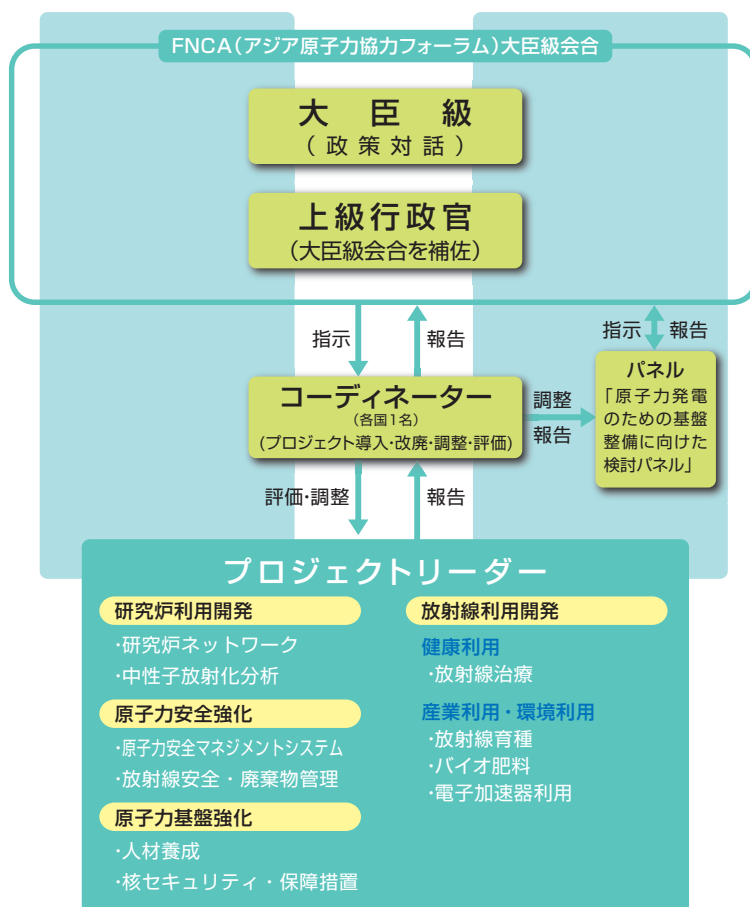 FNCA（アジア原子力協力フォーラム）大臣級会合
大臣級
（政策対話）
上級行政官
（大臣級会合を補佐）
指示
報告
指示
報告
コーディネーター
（各国1名）
（プロジェクト導入・改廃・調整・評価）
調整
報告
パネル
「原子力発電
のための基盤
整備に向けた
検討パネル」
評価・調整
報告
プロジェクトリーダー
研究炉利用開発
・研究炉ネットワーク
・中性子放射化分析
原子力安全強化
・原子力安全マネジメントシステム
・放射線安全・廃棄物管理
原子力基盤強化
・人材養成
・核セキュリティ・保障措置
放射線利用開発
健康利用
・放射線治療
産業利用・環境利用
・放射線育種
・バイオ肥料
・電子加速器利用